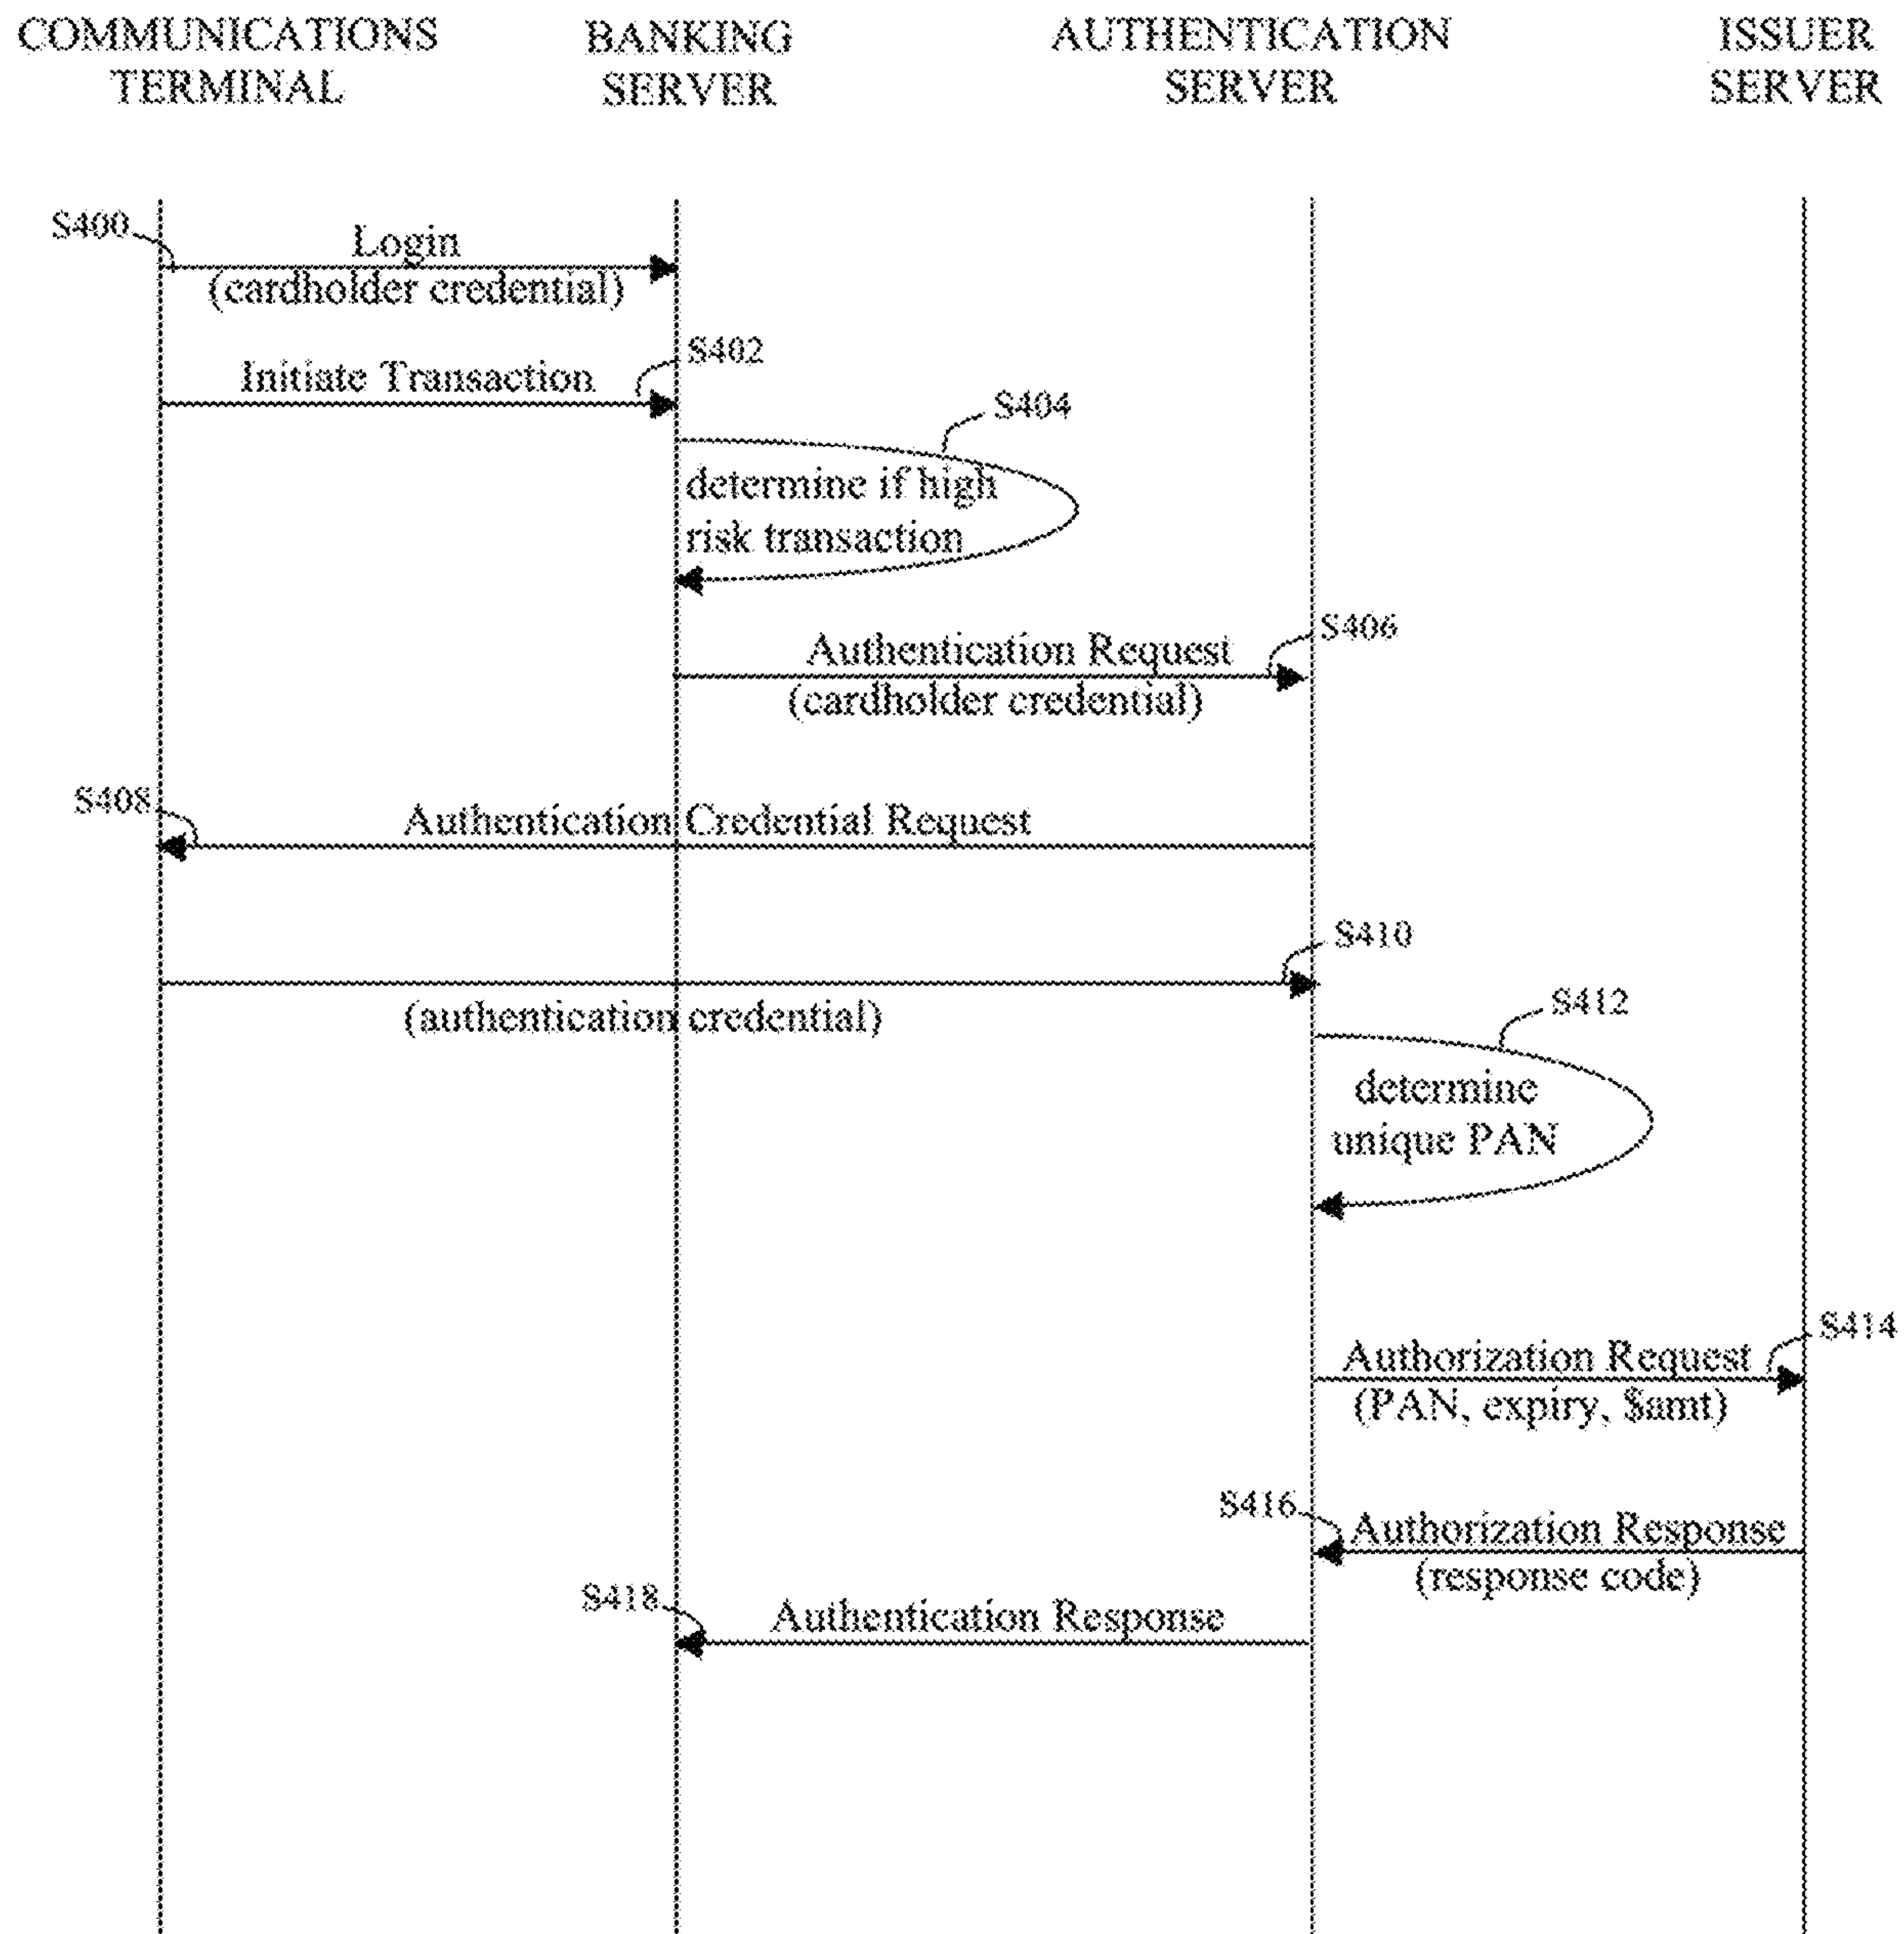 COMMUNICATIONS
TERMINAL
BANKING
SERVER
AUTHENTICATION
SERVER
ISSUER
SERVER
S400
Login
(cardholder credential)
S402
Initiate Transaction
S404
determine if high
risk transaction
S406
Authentication Request
(cardholder credential)
S408
Authentication Credential Request
S410
(authentication credential)
S412
determine
unique PAN
S414
Authorization Request
(PAN, expiry, $amt)
S416
Authorization Response
(response code)
S418
Authentication Response